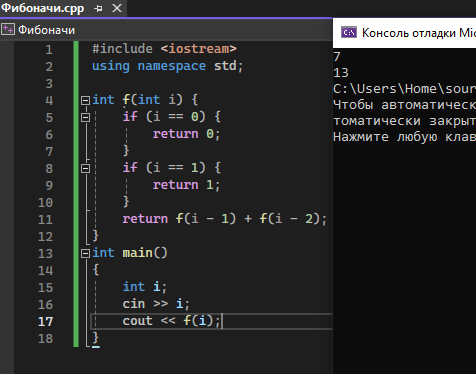 Фибоначи.cpp
Фибоначи
1 #include <iostream>
2 using namespace std;
3
4 int f(int i) {
5 if (i == 0) {
6 return 0;
7 }
8 if (i == 1) {
9 return 1;
10 }
11 return f(i - 1) + f(i - 2);
12 }
13 int main()
14 {
15 int i;
16 cin >> i;
17 cout << f(i);
18 }
Консоль отладки Mic
7
13
C:\Users\Home\sour
Чтобы автоматическ
томатически закрыт
Нажмите любую клав